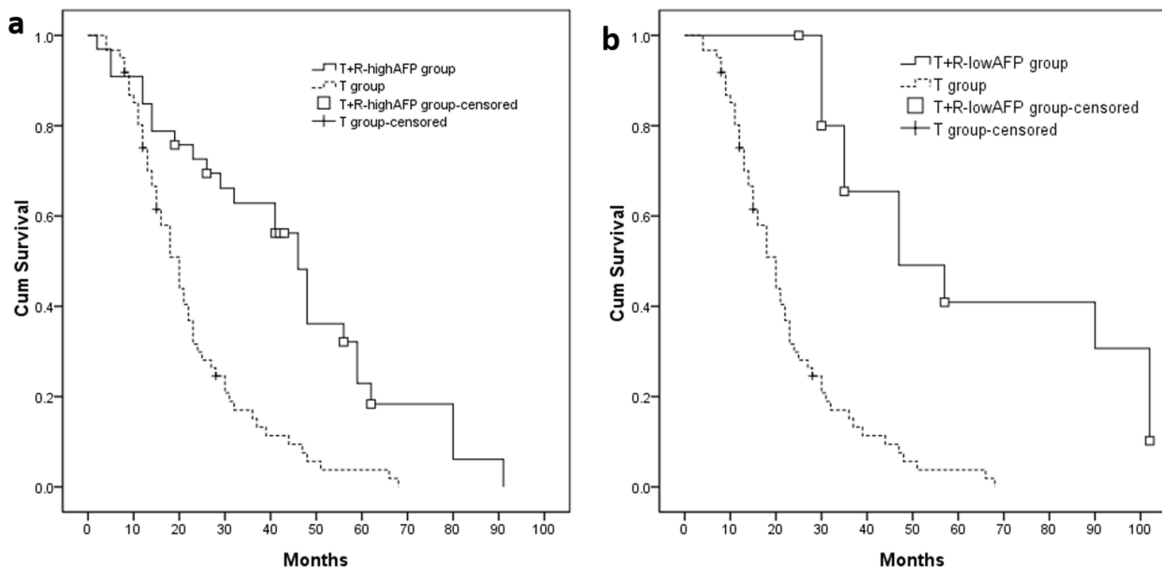 a
1.0
0.8
0.6
0.4
0.2
0.0
Cum Survival
T+R-highAFP group
T group
T+R-highAFP group-censored
T group-censored
0 10 20 30 40 50 60 70 80 90 100
Months
b
1.0
0.8
0.6
0.4
0.2
0.0
Cum Survival
T+R-lowAFP group
T group
T+R-lowAFP group-censored
T group-censored
0 10 20 30 40 50 60 70 80 90 100
Months